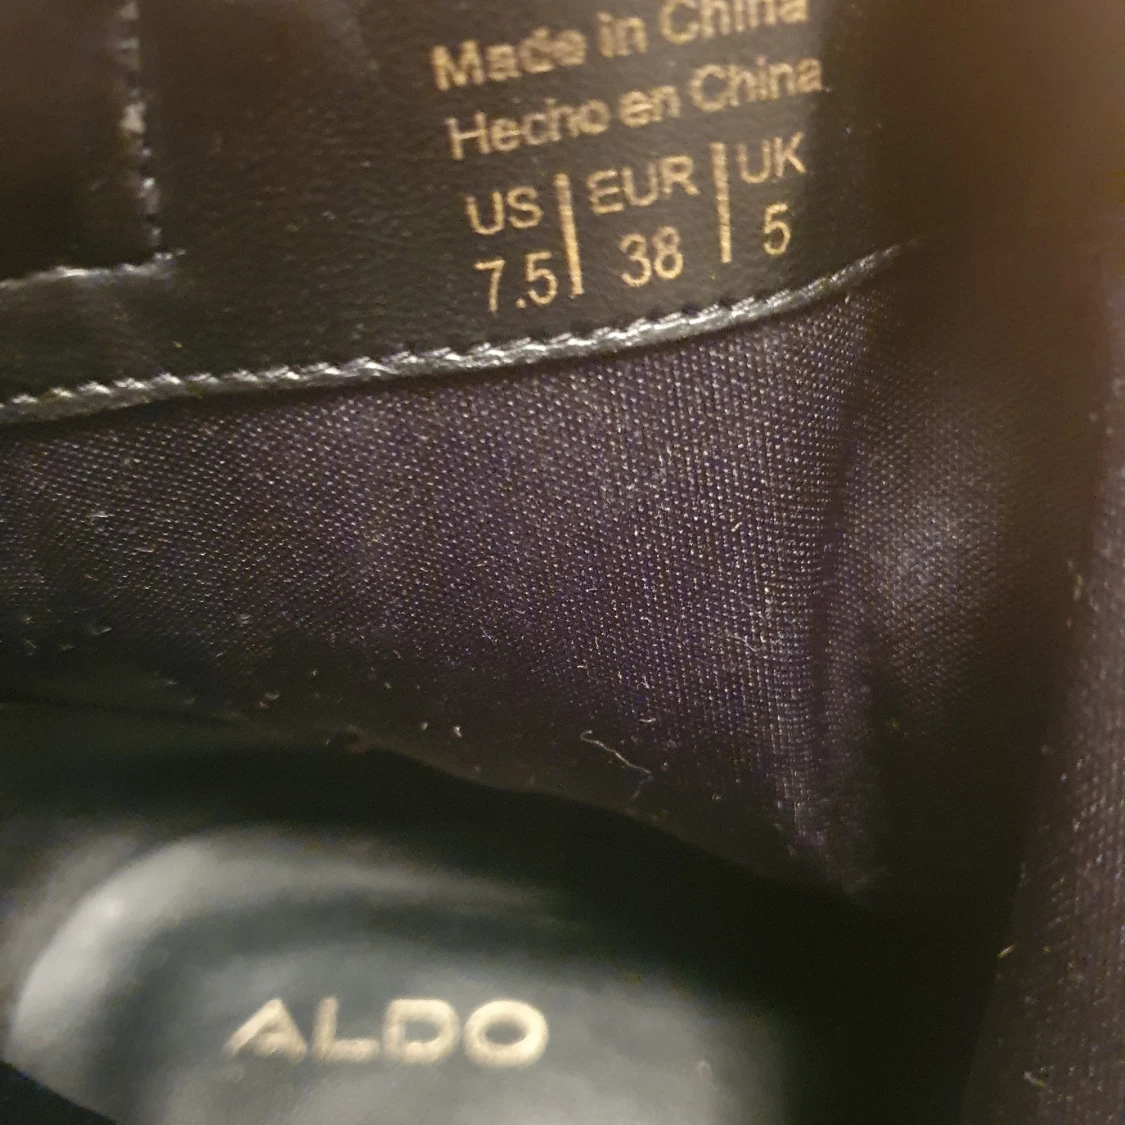 Made in China
Hecho en China
US | EUR | UK
7.5 | 38 | 5
ALDO